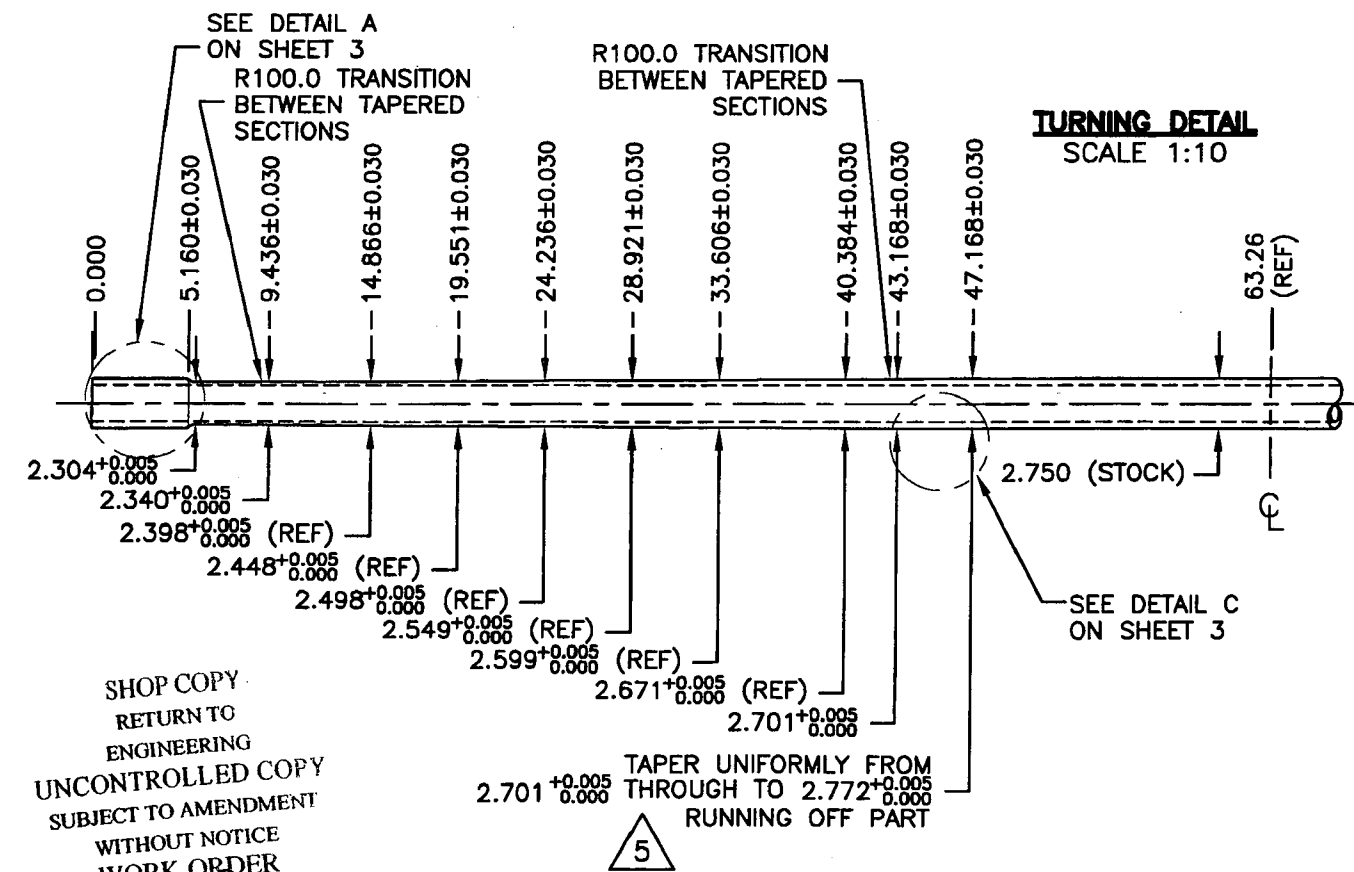 SEE DETAIL A
ON SHEET 3
R100.0 TRANSITION
BETWEEN TAPERED
SECTIONS
R100.0 TRANSITION
BETWEEN TAPERED
SECTIONS
TURNING DETAIL
SCALE 1:10
0.000
5.160±0.030
9.436±0.030
14.866±0.030
19.551±0.030
24.236±0.030
28.921±0.030
33.606±0.030
40.384±0.030
43.168±0.030
47.168±0.030
63.26
(REF)
2.304+0.005 0.000
2.340+0.005 0.000
2.398+0.005 0.000 (REF)
2.448+0.005 0.000 (REF)
2.498+0.005 0.000 (REF)
2.549+0.005 0.000 (REF)
2.599+0.005 0.000 (REF)
2.671+0.005 0.000 (REF)
2.701+0.005 0.000
2.750 (STOCK)
SEE DETAIL C
ON SHEET 3
TAPER UNIFORMLY FROM
2.701 +0.005 0.000 THROUGH TO 2.772+0.005 0.000
RUNNING OFF PART
5
SHOP COPY
RETURN TO
ENGINEERING
UNCONTROLLED COPY
SUBJECT TO AMENDMENT
WITHOUT NOTICE
WORK ORDER